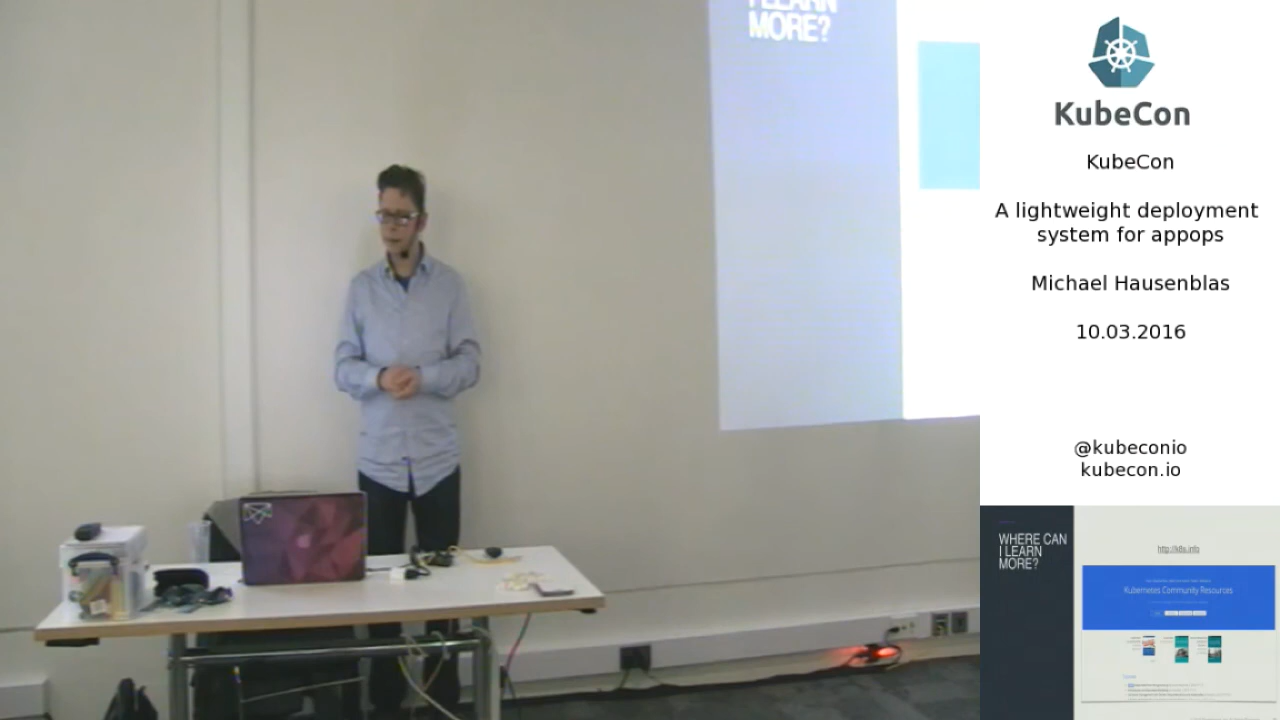 I LEARN
MORE?
KubeCon
KubeCon
A lightweight deployment
system for appops
Michael Hausenblas
10.03.2016
@kubeconio
kubecon.io
WHERE CAN
I LEARN
MORE?
http://k8s.info
Kubernetes Community Resources